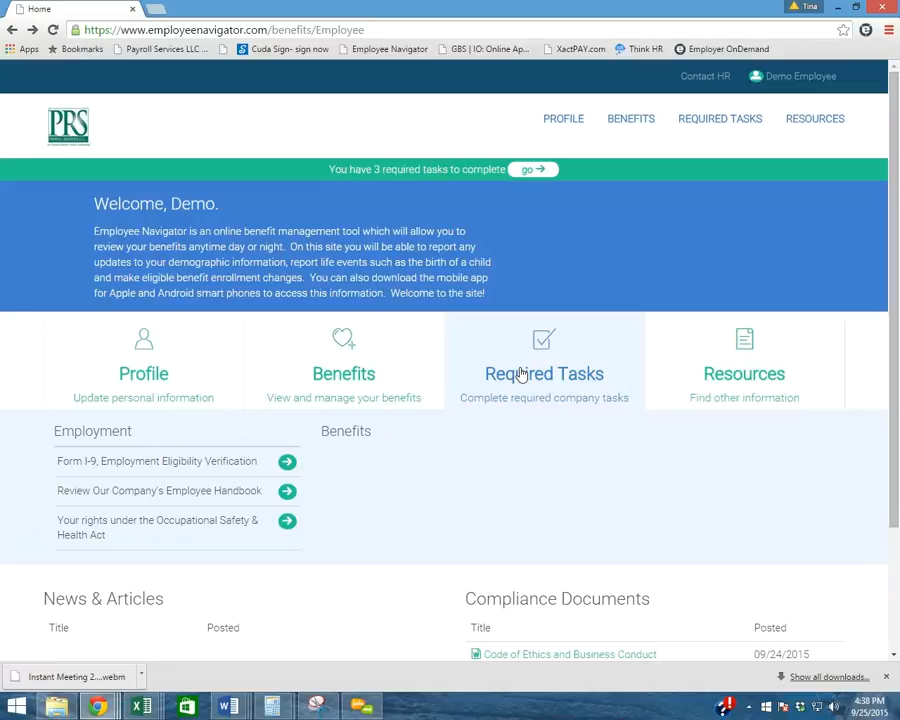 Home
Tina
https://www.employeenavigator.com/benefits/Employee
Apps
Bookmarks
Payroll Services LLC ...
Cuda Sign- sign now
Employee Navigator
GBS | IO: Online Ap...
XactPAY.com
Think HR
Employer OnDemand
Contact HR
Demo Employee
PRS
PROFILE
BENEFITS
REQUIRED TASKS
RESOURCES
You have 3 required tasks to complete go
Welcome, Demo.
Employee Navigator is an online benefit management tool which will allow you to
review your benefits anytime day or night. On this site you will be able to report any
updates to your demographic information, report life events such as the birth of a child
and make eligible benefit enrollment changes. You can also download the mobile app
for Apple and Android smart phones to access this information. Welcome to the site!
Profile
Update personal information
Benefits
View and manage your benefits
Required Tasks
Complete required company tasks
Resources
Find other information
Employment
Form I-9, Employment Eligibility Verification
Review Our Company's Employee Handbook
Your rights under the Occupational Safety &
Health Act
Benefits
News & Articles
Title Posted
Compliance Documents
Title Posted
Code of Ethics and Business Conduct 09/24/2015
Instant Meeting 2....webm
Show all downloads...
4:38 PM
9/25/2015